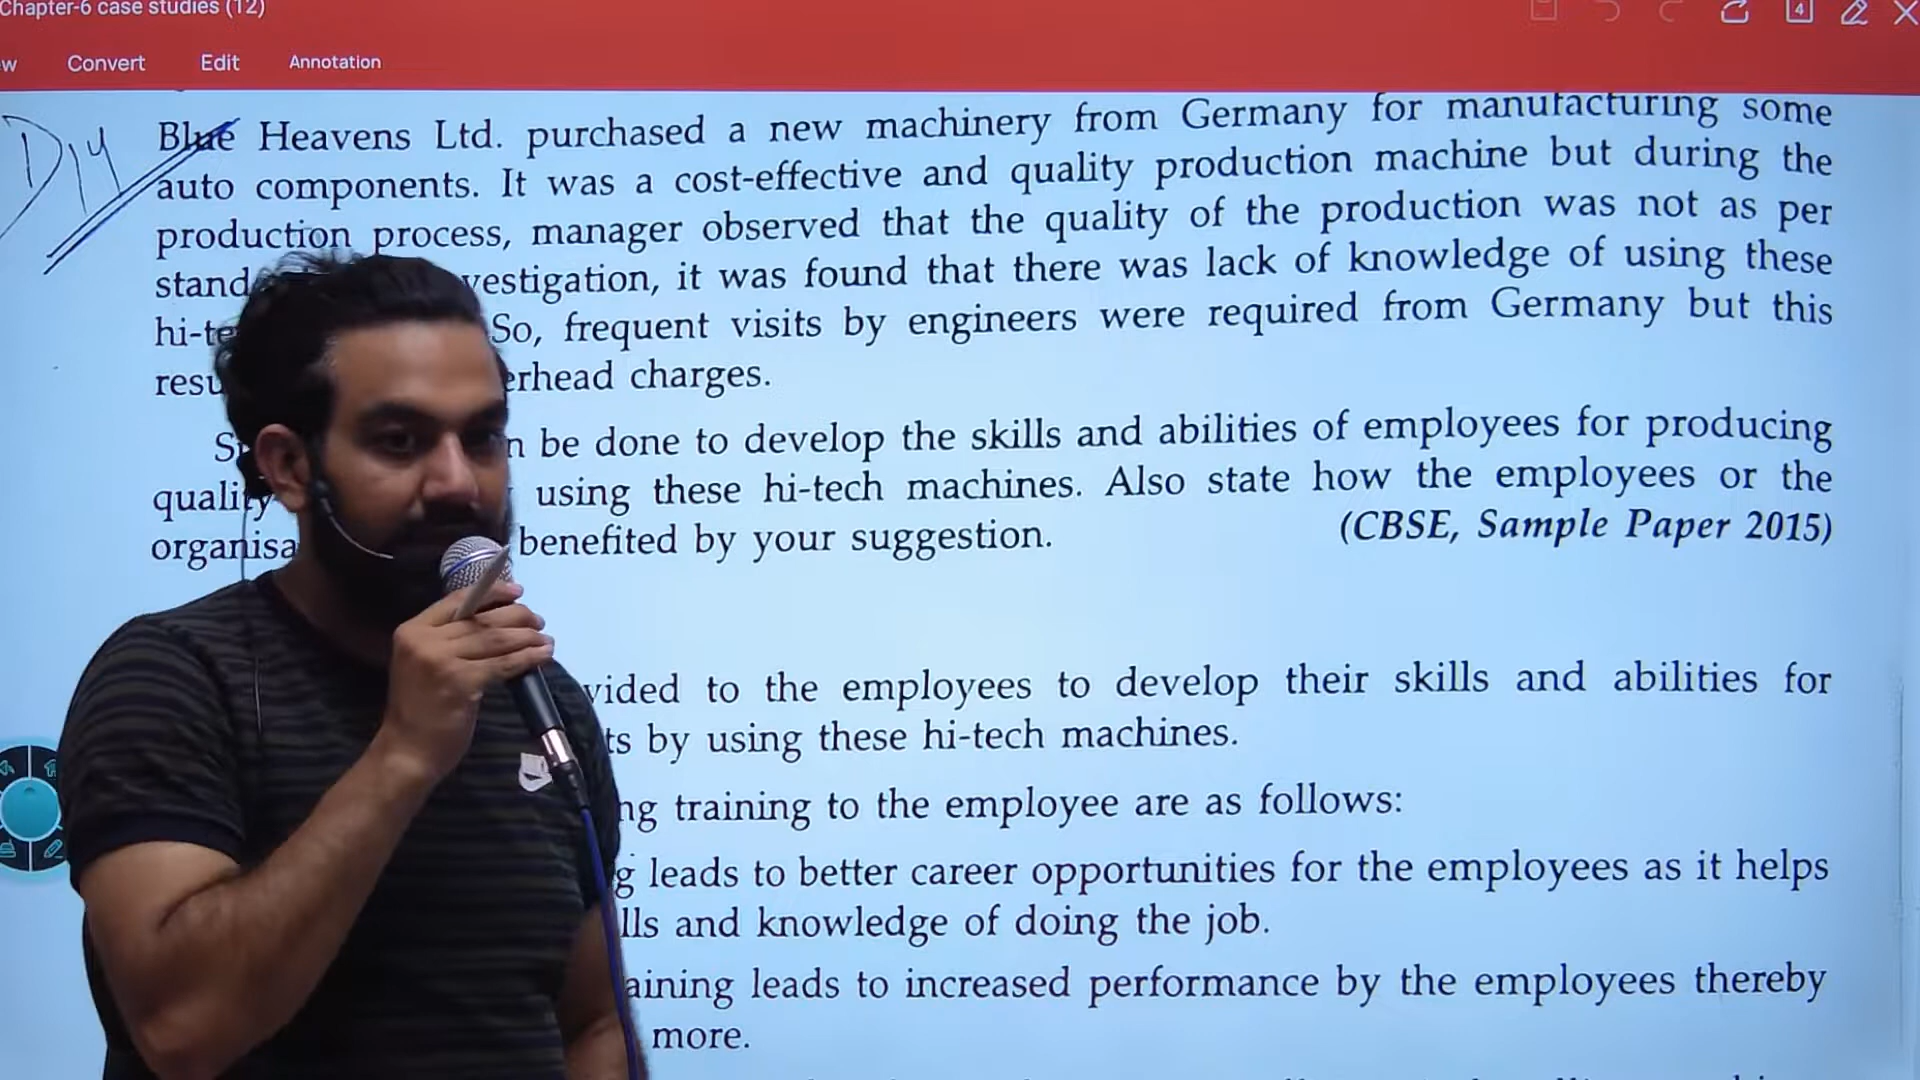 Chapter-6 case studies (12)
4
w Convert Edit Annotation
DIY
Blue Heavens Ltd. purchased a new machinery from Germany for manufacturing some
auto components. It was a cost-effective and quality production machine but during the
production process, manager observed that the quality of the production was not as per
stand vestigation, it was found that there was lack of knowledge of using these
hi-te So, frequent visits by engineers were required from Germany but this
resu erhead charges.
S n be done to develop the skills and abilities of employees for producing
quality using these hi-tech machines. Also state how the employees or the
organisa benefited by your suggestion. (CBSE, Sample Paper 2015)
vided to the employees to develop their skills and abilities for
ts by using these hi-tech machines.
ng training to the employee are as follows:
g leads to better career opportunities for the employees as it helps
lls and knowledge of doing the job.
aining leads to increased performance by the employees thereby
more.